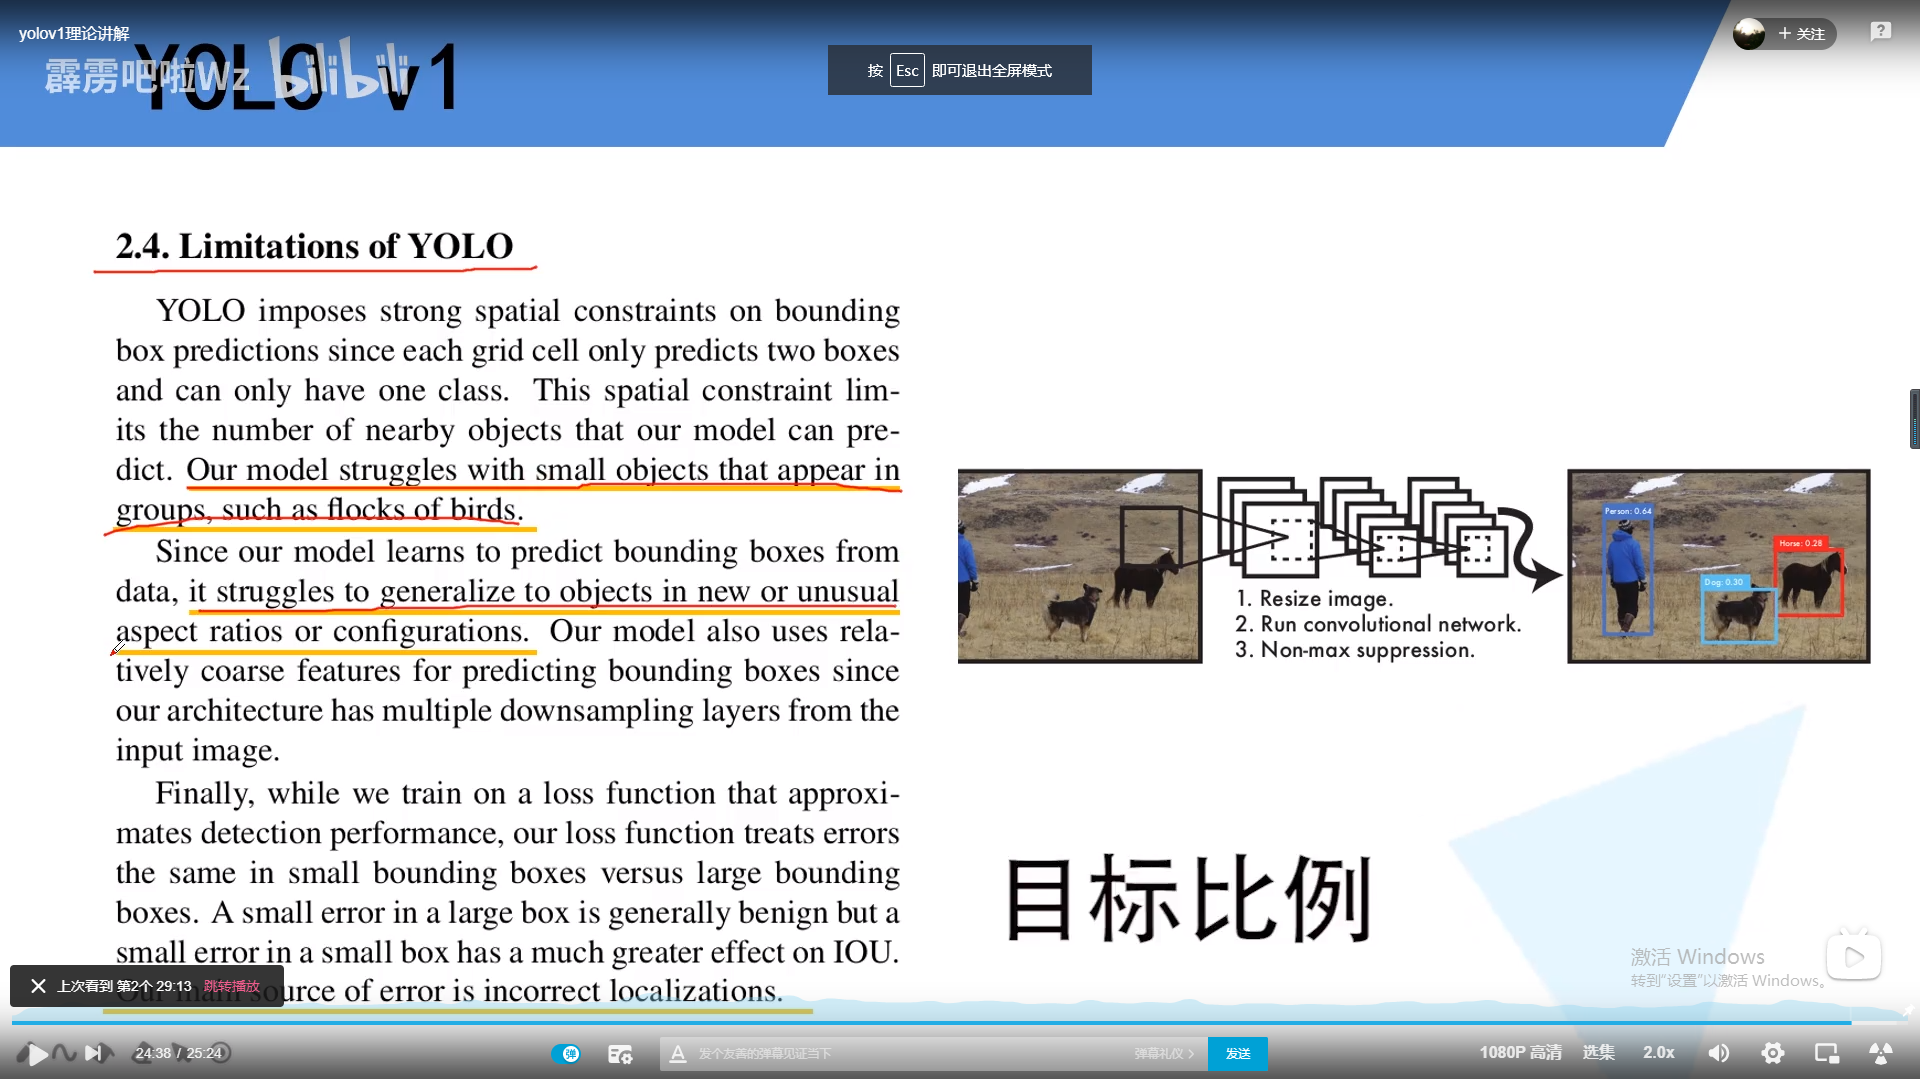 yolov1理论讲解
YOLO v1
霹雳吧啦Wz bilibili
按 Esc 即可退出全屏模式
+ 关注
?
2.4. Limitations of YOLO
YOLO imposes strong spatial constraints on bounding
box predictions since each grid cell only predicts two boxes
and can only have one class. This spatial constraint lim-
its the number of nearby objects that our model can pre-
dict. Our model struggles with small objects that appear in
groups, such as flocks of birds.
Since our model learns to predict bounding boxes from
data, it struggles to generalize to objects in new or unusual
aspect ratios or configurations. Our model also uses rela-
tively coarse features for predicting bounding boxes since
our architecture has multiple downsampling layers from the
input image.
Finally, while we train on a loss function that approxi-
mates detection performance, our loss function treats errors
the same in small bounding boxes versus large bounding
boxes. A small error in a large box is generally benign but a
small error in a small box has a much greater effect on IOU.
Our main source of error is incorrect localizations.
1. Resize image.
2. Run convolutional network.
3. Non-max suppression.
Person: 0.64
Horse: 0.28
Dog: 0.30
目标比例
激活 Windows
转到“设置”以激活 Windows。
上次看到 第2个 29:13 跳转播放
24:38 / 25:24
弹
A 发个友善的弹幕见证当下
弹幕礼仪 >
发送
1080P 高清
选集
2.0x